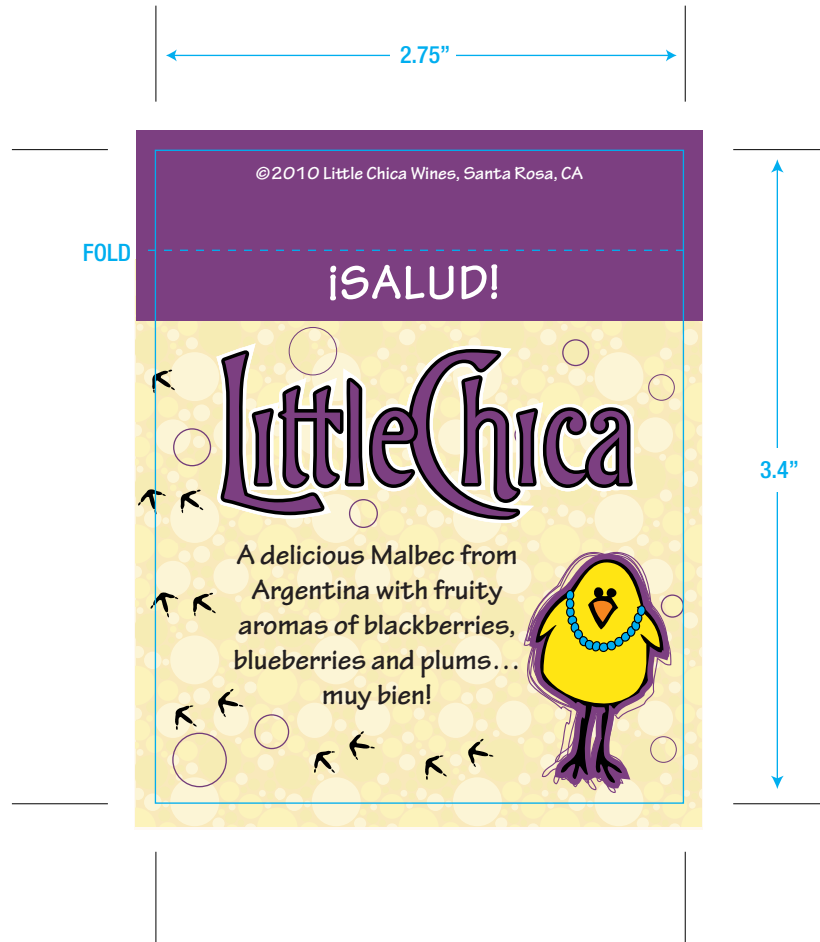 2.75”
©2010 Little Chica Wines, Santa Rosa, CA
FOLD
¡SALUD!
LittleChica
3.4”
A delicious Malbec from
Argentina with fruity
aromas of blackberries,
blueberries and plums…
muy bien!